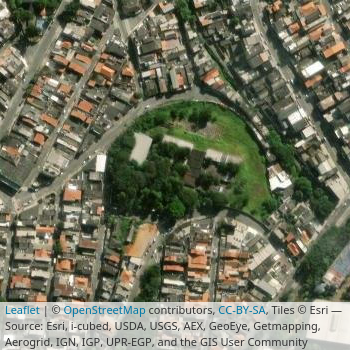 Leaflet | © OpenStreetMap contributors, CC-BY-SA, Tiles © Esri —
Source: Esri, i-cubed, USDA, USGS, AEX, GeoEye, Getmapping,
Aerogrid, IGN, IGP, UPR-EGP, and the GIS User Community